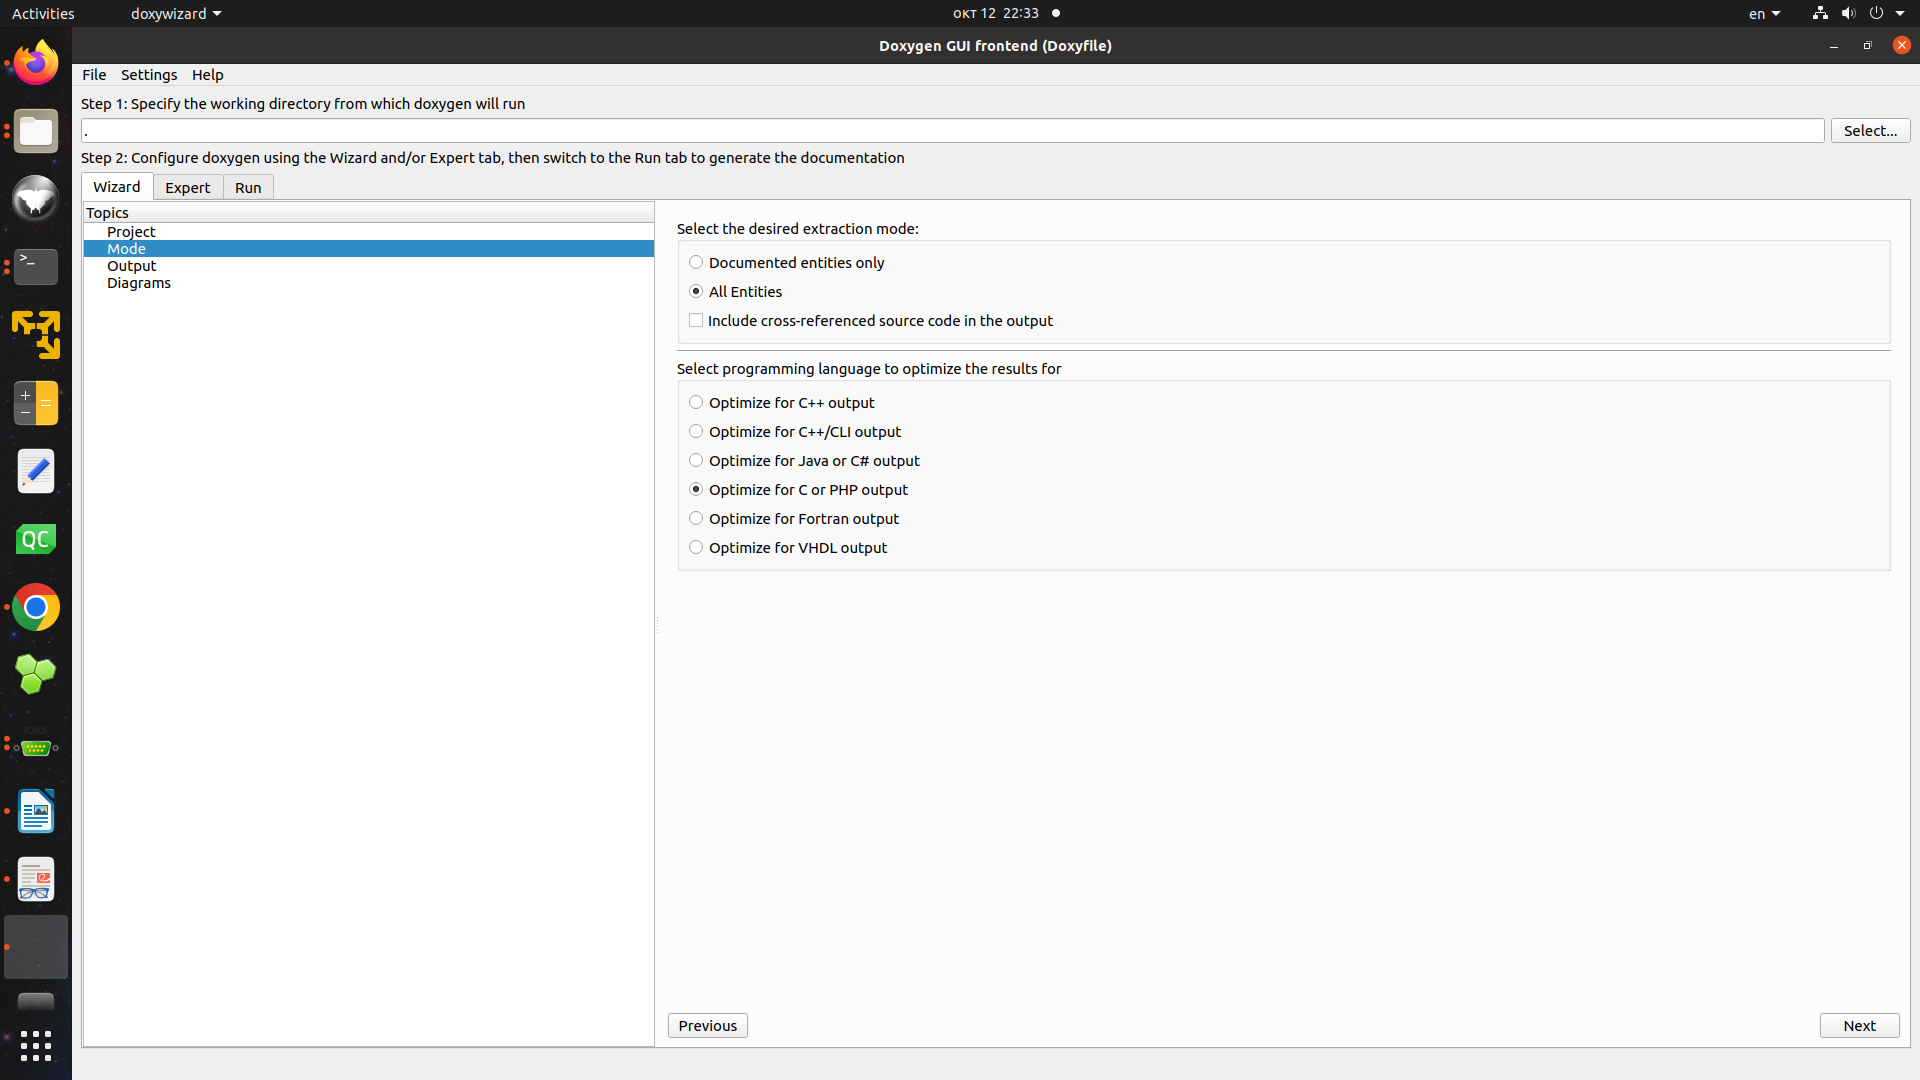 Activities
doxywizard
окт 12 22:33
en
Doxygen GUI frontend (Doxyfile)
File Settings Help
Step 1: Specify the working directory from which doxygen will run
.
Select...
Step 2: Configure doxygen using the Wizard and/or Expert tab, then switch to the Run tab to generate the documentation
Wizard Expert Run
Topics
Project
Mode
Output
Diagrams
Select the desired extraction mode:
Documented entities only
All Entities
Include cross-referenced source code in the output
Select programming language to optimize the results for
Optimize for C++ output
Optimize for C++/CLI output
Optimize for Java or C# output
Optimize for C or PHP output
Optimize for Fortran output
Optimize for VHDL output
Previous
Next
>_
QC